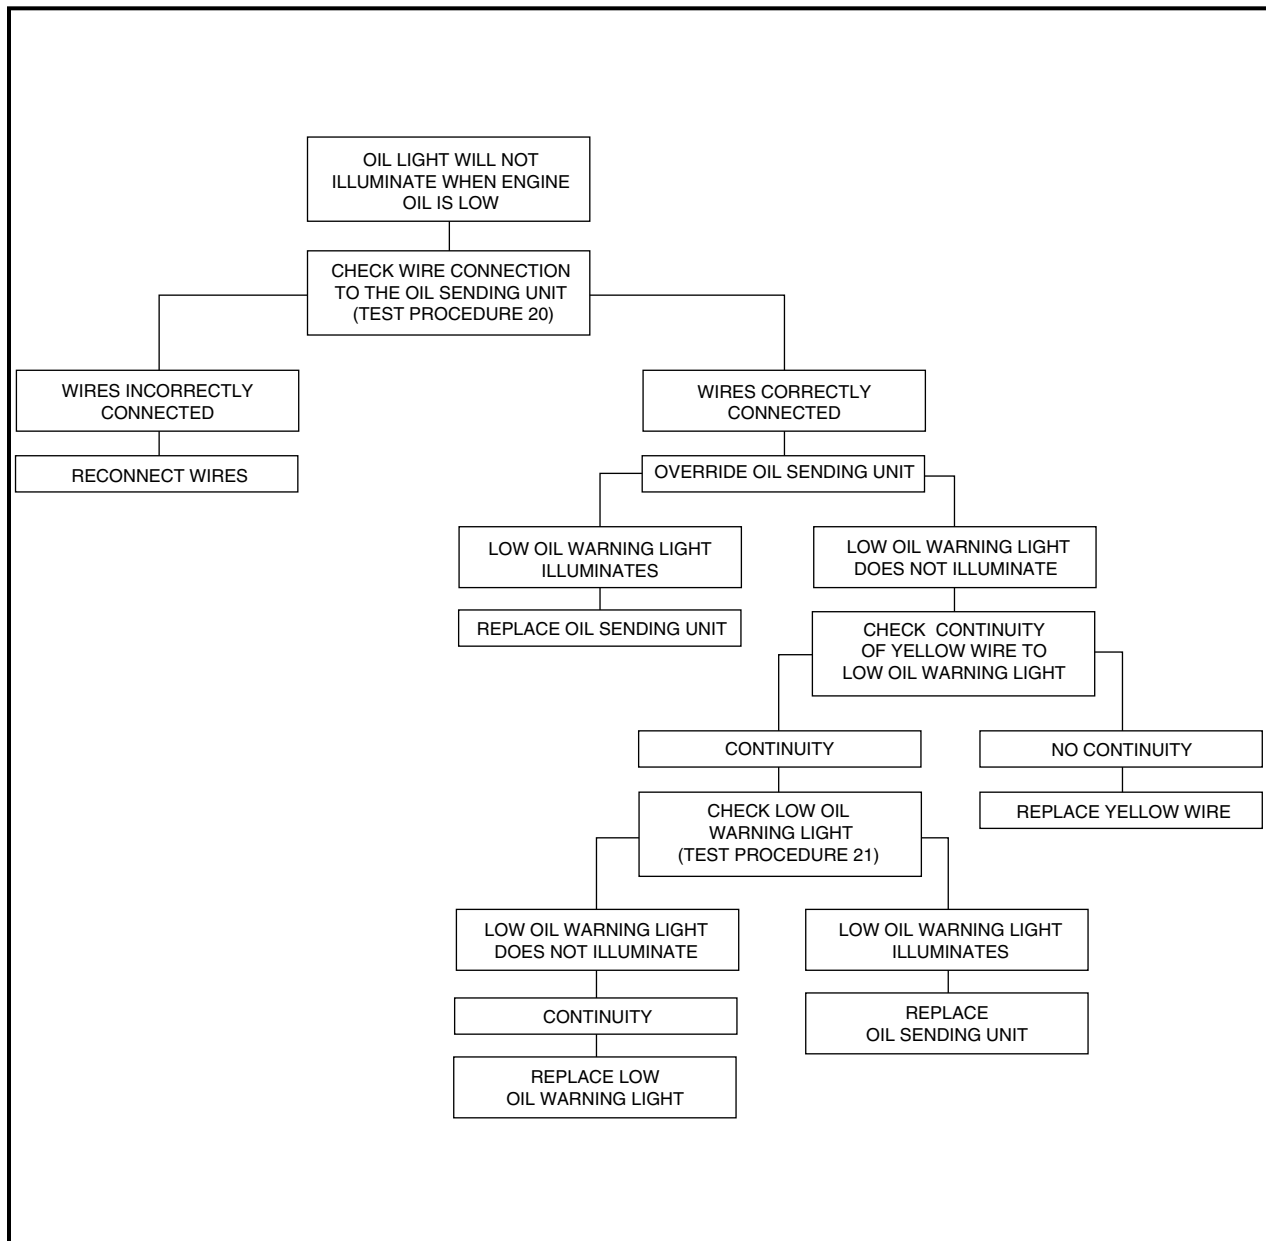 OIL LIGHT WILL NOT
ILLUMINATE WHEN ENGINE
OIL IS LOW
CHECK WIRE CONNECTION
TO THE OIL SENDING UNIT
(TEST PROCEDURE 20)
WIRES INCORRECTLY
CONNECTED
RECONNECT WIRES
WIRES CORRECTLY
CONNECTED
OVERRIDE OIL SENDING UNIT
LOW OIL WARNING LIGHT
ILLUMINATES
REPLACE OIL SENDING UNIT
LOW OIL WARNING LIGHT
DOES NOT ILLUMINATE
CHECK CONTINUITY
OF YELLOW WIRE TO
LOW OIL WARNING LIGHT
CONTINUITY
NO CONTINUITY
REPLACE YELLOW WIRE
CHECK LOW OIL
WARNING LIGHT
(TEST PROCEDURE 21)
LOW OIL WARNING LIGHT
DOES NOT ILLUMINATE
CONTINUITY
REPLACE LOW
OIL WARNING LIGHT
LOW OIL WARNING LIGHT
ILLUMINATES
REPLACE
OIL SENDING UNIT